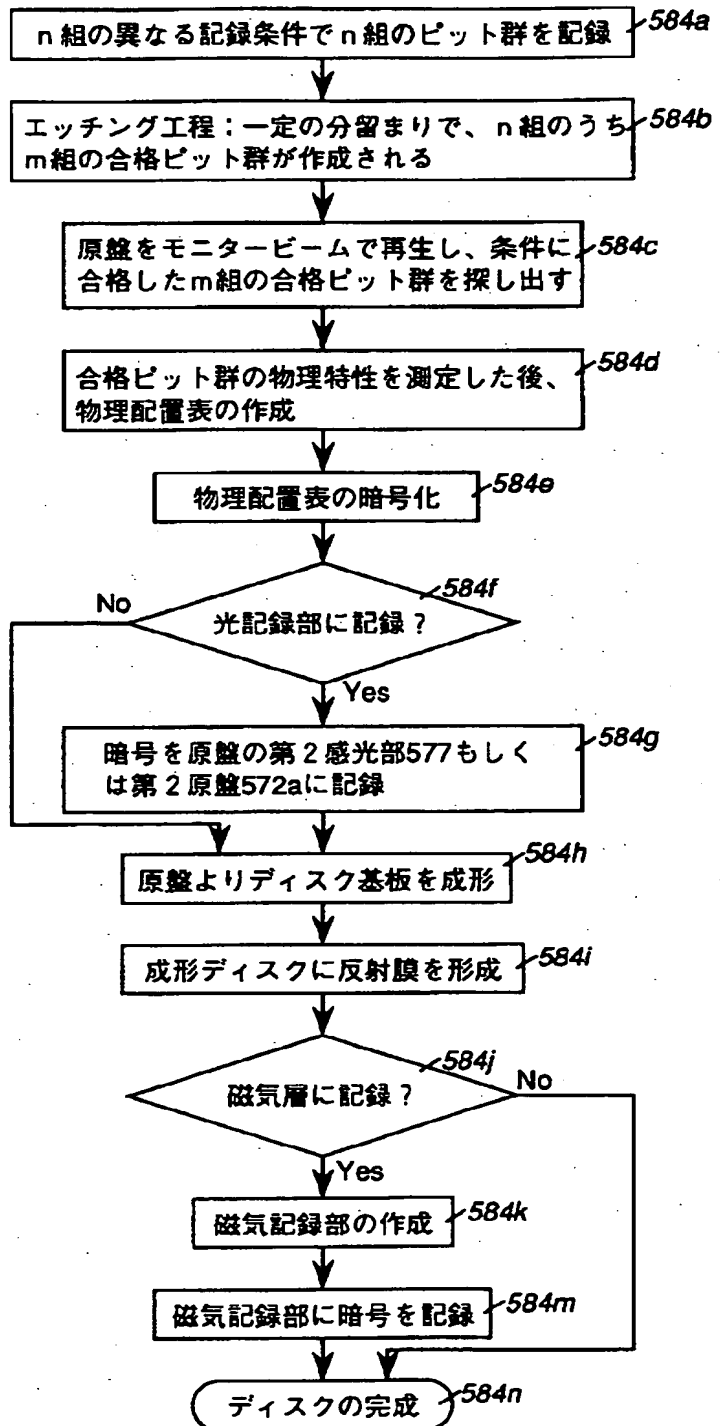 n組の異なる記録条件でn組のピット群を記録
584a
エッチング工程：一定の分留まりで、n組のうち
m組の合格ピット群が作成される
584b
原盤をモニタービームで再生し、条件に
合格したm組の合格ピット群を探し出す
584c
合格ピット群の物理特性を測定した後、
物理配置表の作成
584d
物理配置表の暗号化
584e
光記録部に記録？
584f
No
Yes
暗号を原盤の第2感光部577もしく
は第2原盤572aに記録
584g
原盤よりディスク基板を成形
584h
成形ディスクに反射膜を形成
584i
磁気層に記録？
584j
No
Yes
磁気記録部の作成
584k
磁気記録部に暗号を記録
584m
ディスクの完成
584n